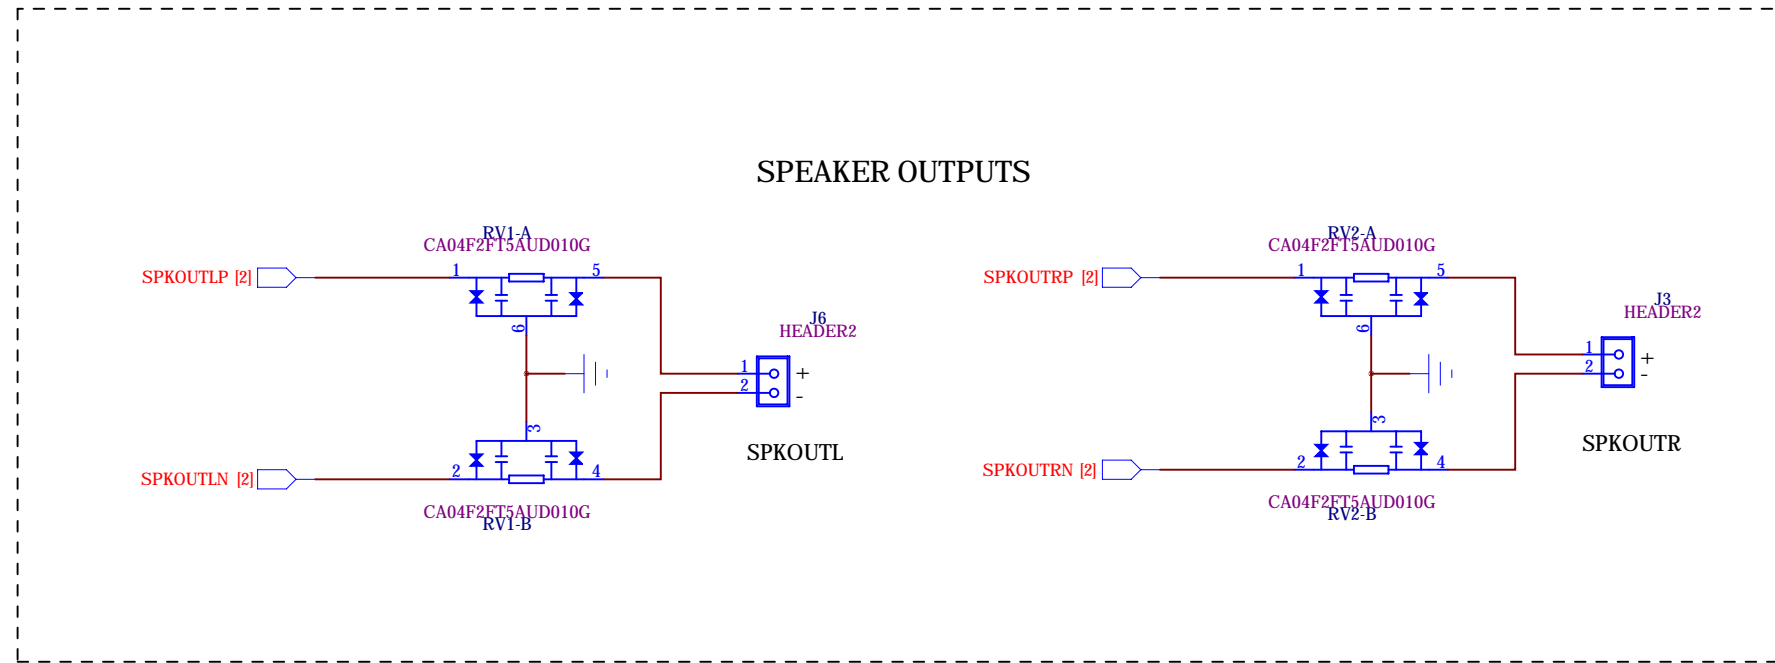 SPEAKER OUTPUTS
RV1-A
CA04F2FT5AUD010G
SPKOUTLP [2]
1
5
6
J6
HEADER2
1
+
2
-
3
SPKOUTL
SPKOUTLN [2]
2
4
CA04F2FT5AUD010G
RV1-B
RV2-A
CA04F2FT5AUD010G
SPKOUTRP [2]
1
5
6
J3
HEADER2
1
+
2
-
3
SPKOUTR
SPKOUTRN [2]
2
4
CA04F2FT5AUD010G
RV2-B